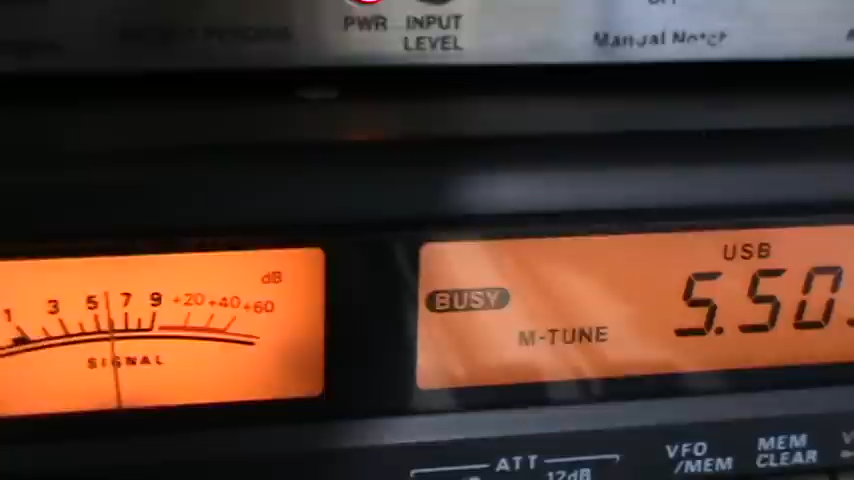 PWR INPUT
LEVEL
Manual Notch
dB
1 3 5 7 9 +20 +40 +60
SIGNAL
USB
BUSY
5.50.
M-TUNE
ATT
12dB
VFO
/MEM
MEM
CLEAR